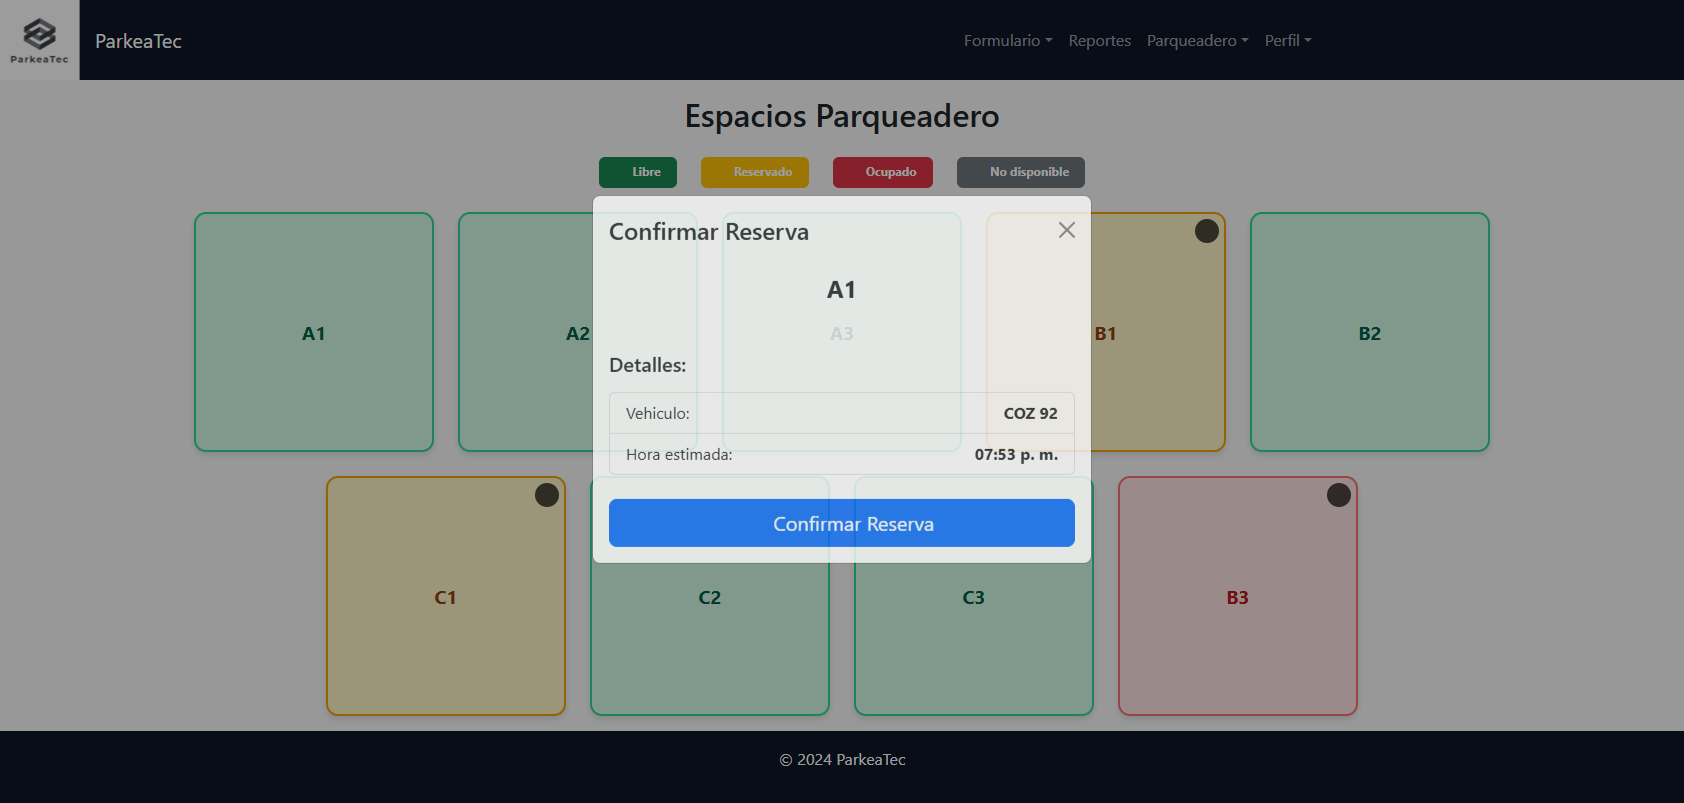 ParkeaTec
ParkeaTec
Formulario Reportes Parqueadero Perfil
Espacios Parqueadero
Libre Reservado Ocupado No disponible
Confirmar Reserva
A1
A1 A2 A3 B1 B2
Detalles:
Vehiculo: COZ 92
Hora estimada: 07:53 p. m.
Confirmar Reserva
C1 C2 C3 B3
© 2024 ParkeaTec